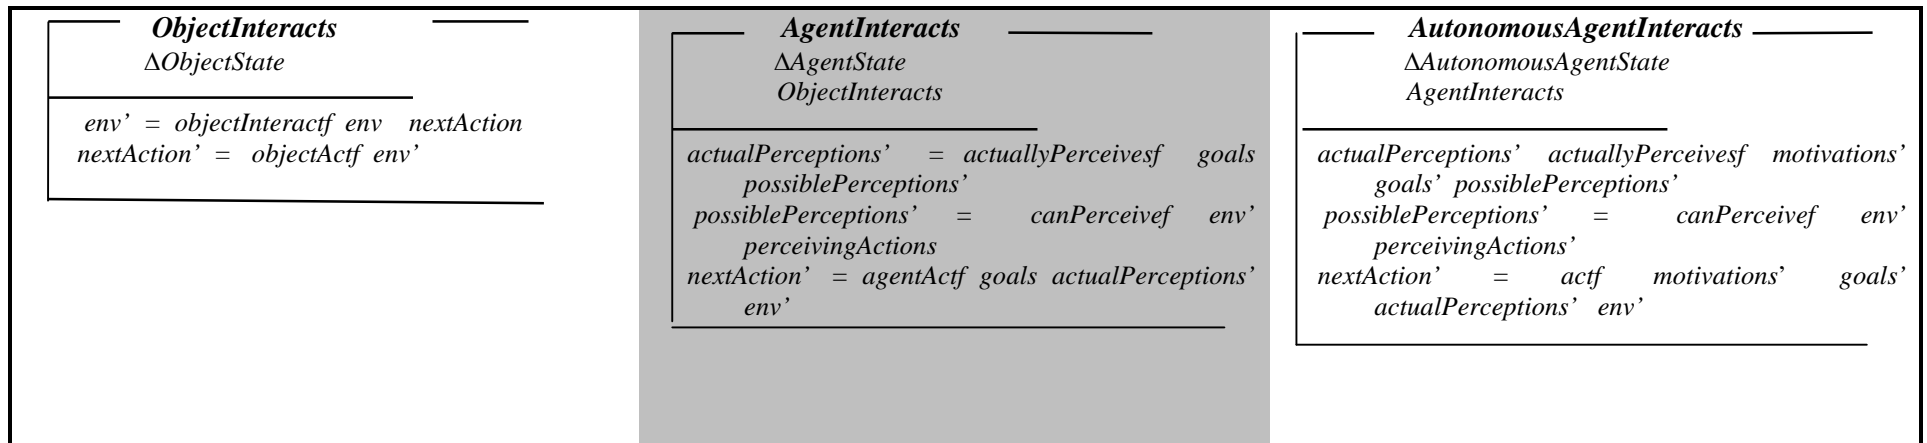 ObjectInteracts
ΔObjectState
env’ = objectInteractf env nextAction
nextAction’ = objectActf env’
AgentInteracts
ΔAgentState
ObjectInteracts
actualPerceptions’ = actuallyPerceivesf goals
possiblePerceptions’
possiblePerceptions’ = canPerceivef env’
perceivingActions
nextAction’ = agentActf goals actualPerceptions’
env’
AutonomousAgentInteracts
ΔAutonomousAgentState
AgentInteracts
actualPerceptions’ actuallyPerceivesf motivations’
goals’ possiblePerceptions’
possiblePerceptions’ = canPerceivef env’
perceivingActions’
nextAction’ = actf motivations’ goals’
actualPerceptions’ env’